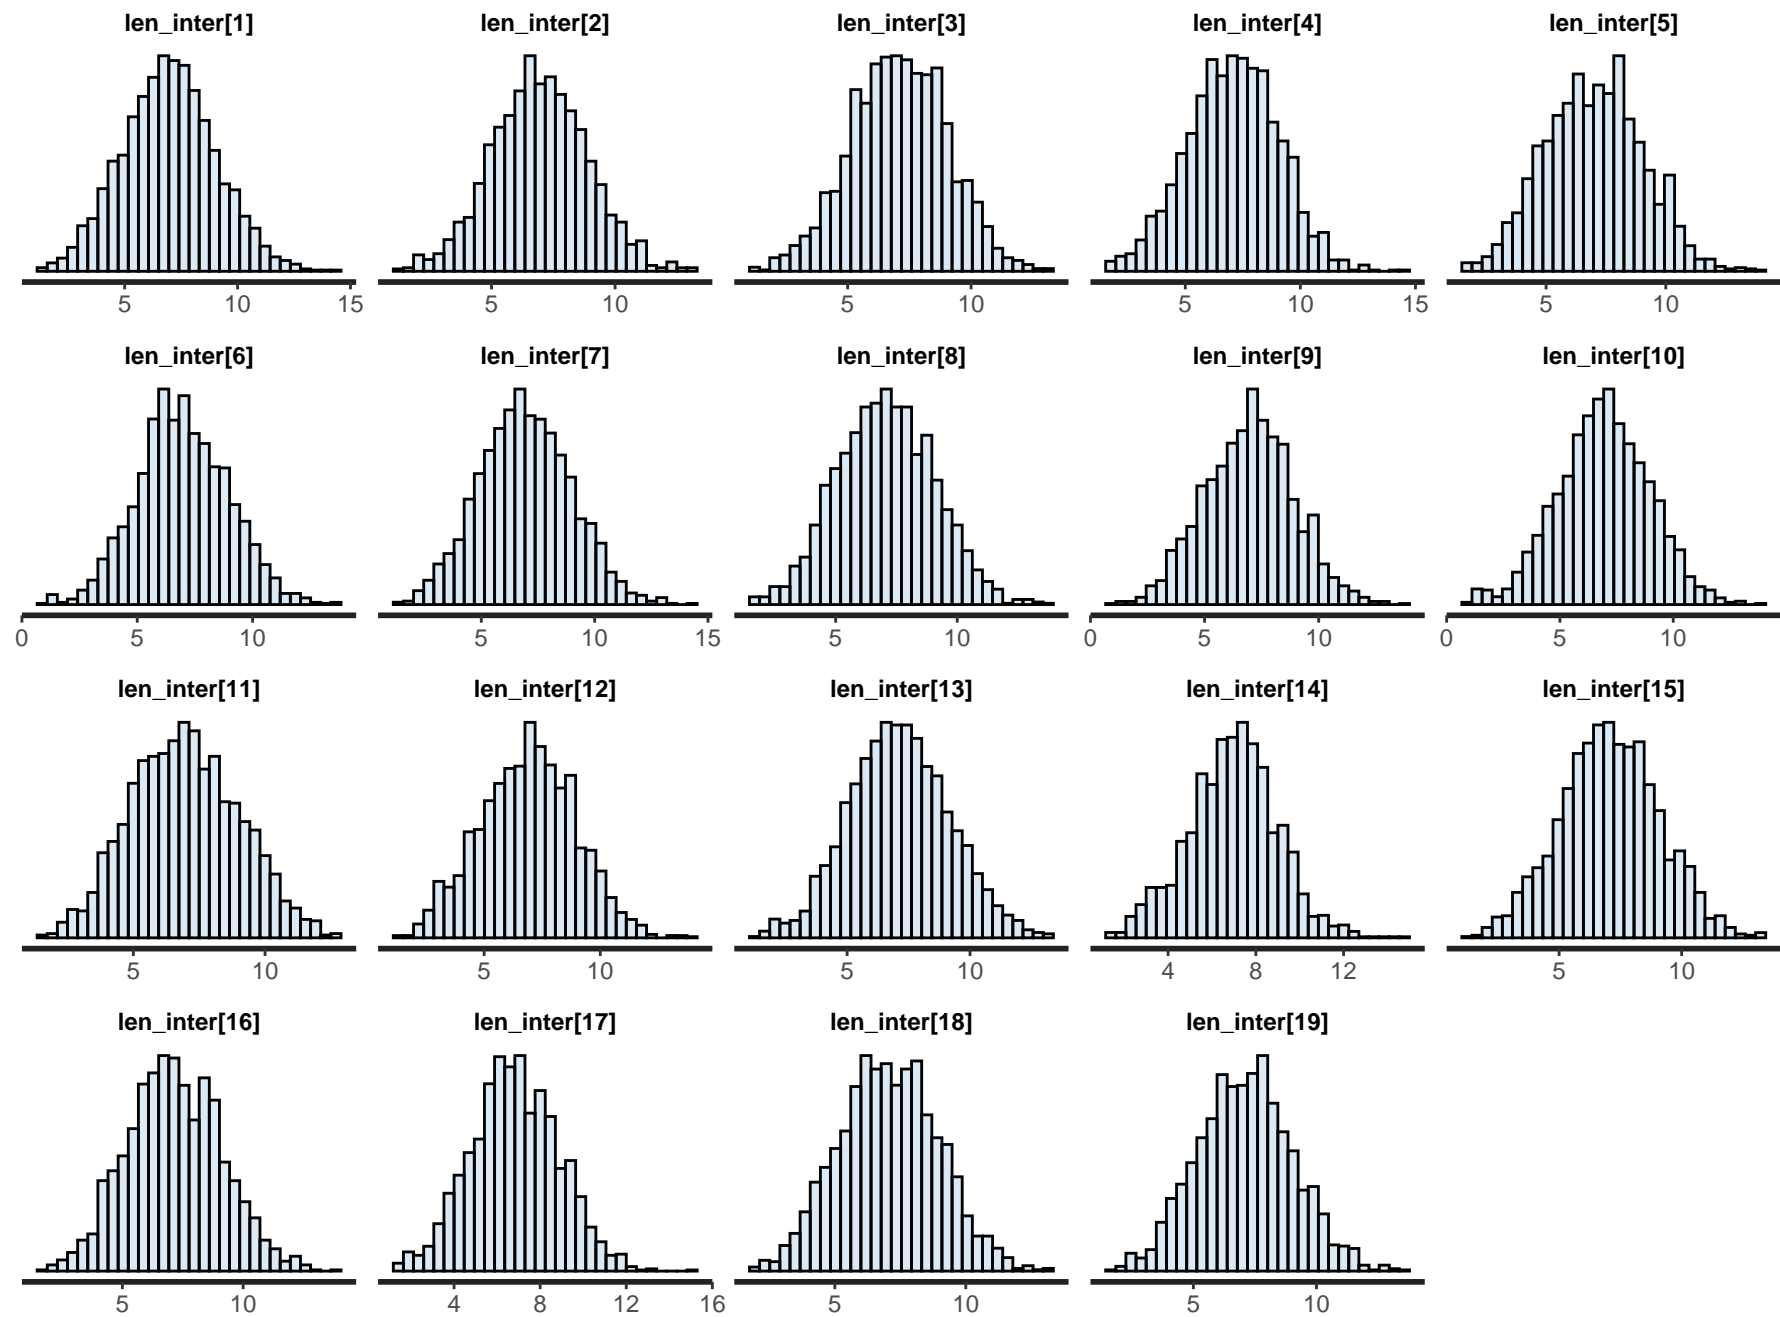 len_inter[1] len_inter[2] len_inter[3] len_inter[4] len_inter[5]
5 10 15 5 10 5 10 5 10 15 5 10
len_inter[6] len_inter[7] len_inter[8] len_inter[9] len_inter[10]
0 5 10 5 10 15 5 10 0 5 10 0 5 10
len_inter[11] len_inter[12] len_inter[13] len_inter[14] len_inter[15]
5 10 5 10 5 10 4 8 12 5 10
len_inter[16] len_inter[17] len_inter[18] len_inter[19]
5 10 4 8 12 16 5 10 5 10